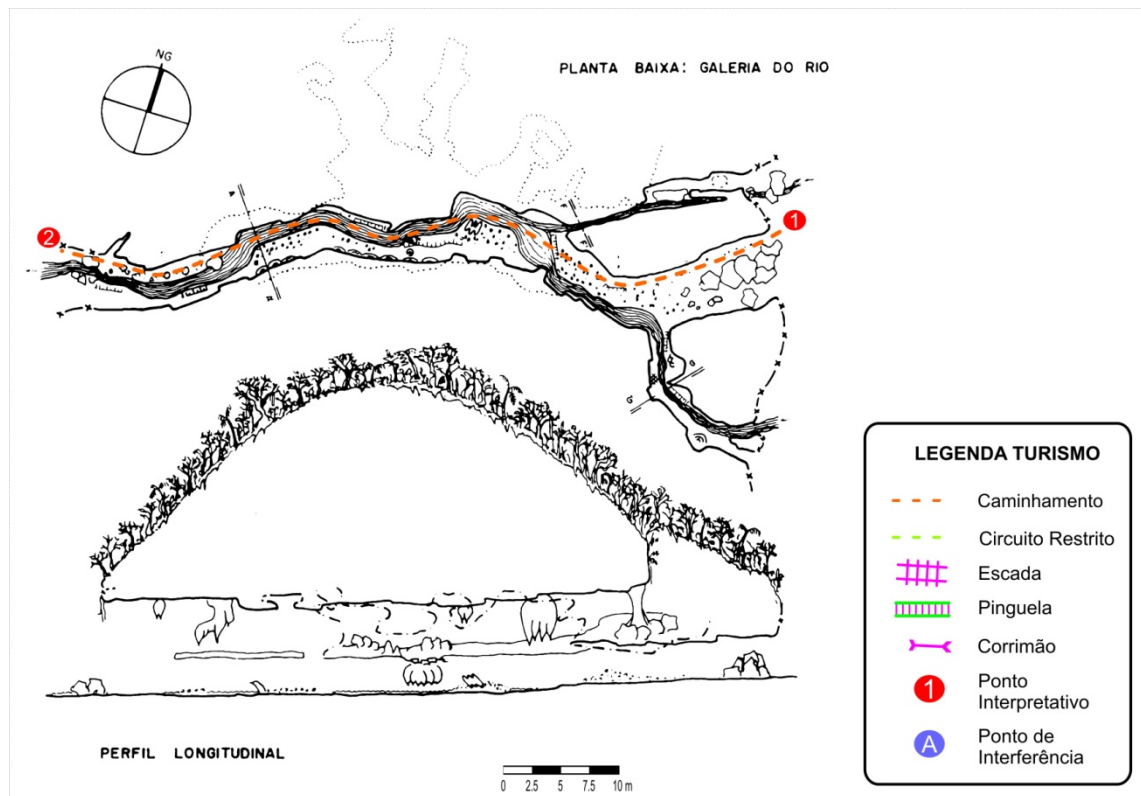 NG
PLANTA BAIXA: GALERIA DO RIO
2
1
LEGENDA TURISMO
Caminhamento
Circuito Restrito
Escada
Pinguela
Corrimão
1 Ponto
Interpretativo
A Ponto de
Interferência
PERFIL LONGITUDINAL
0 2.5 5 7.5 10 m